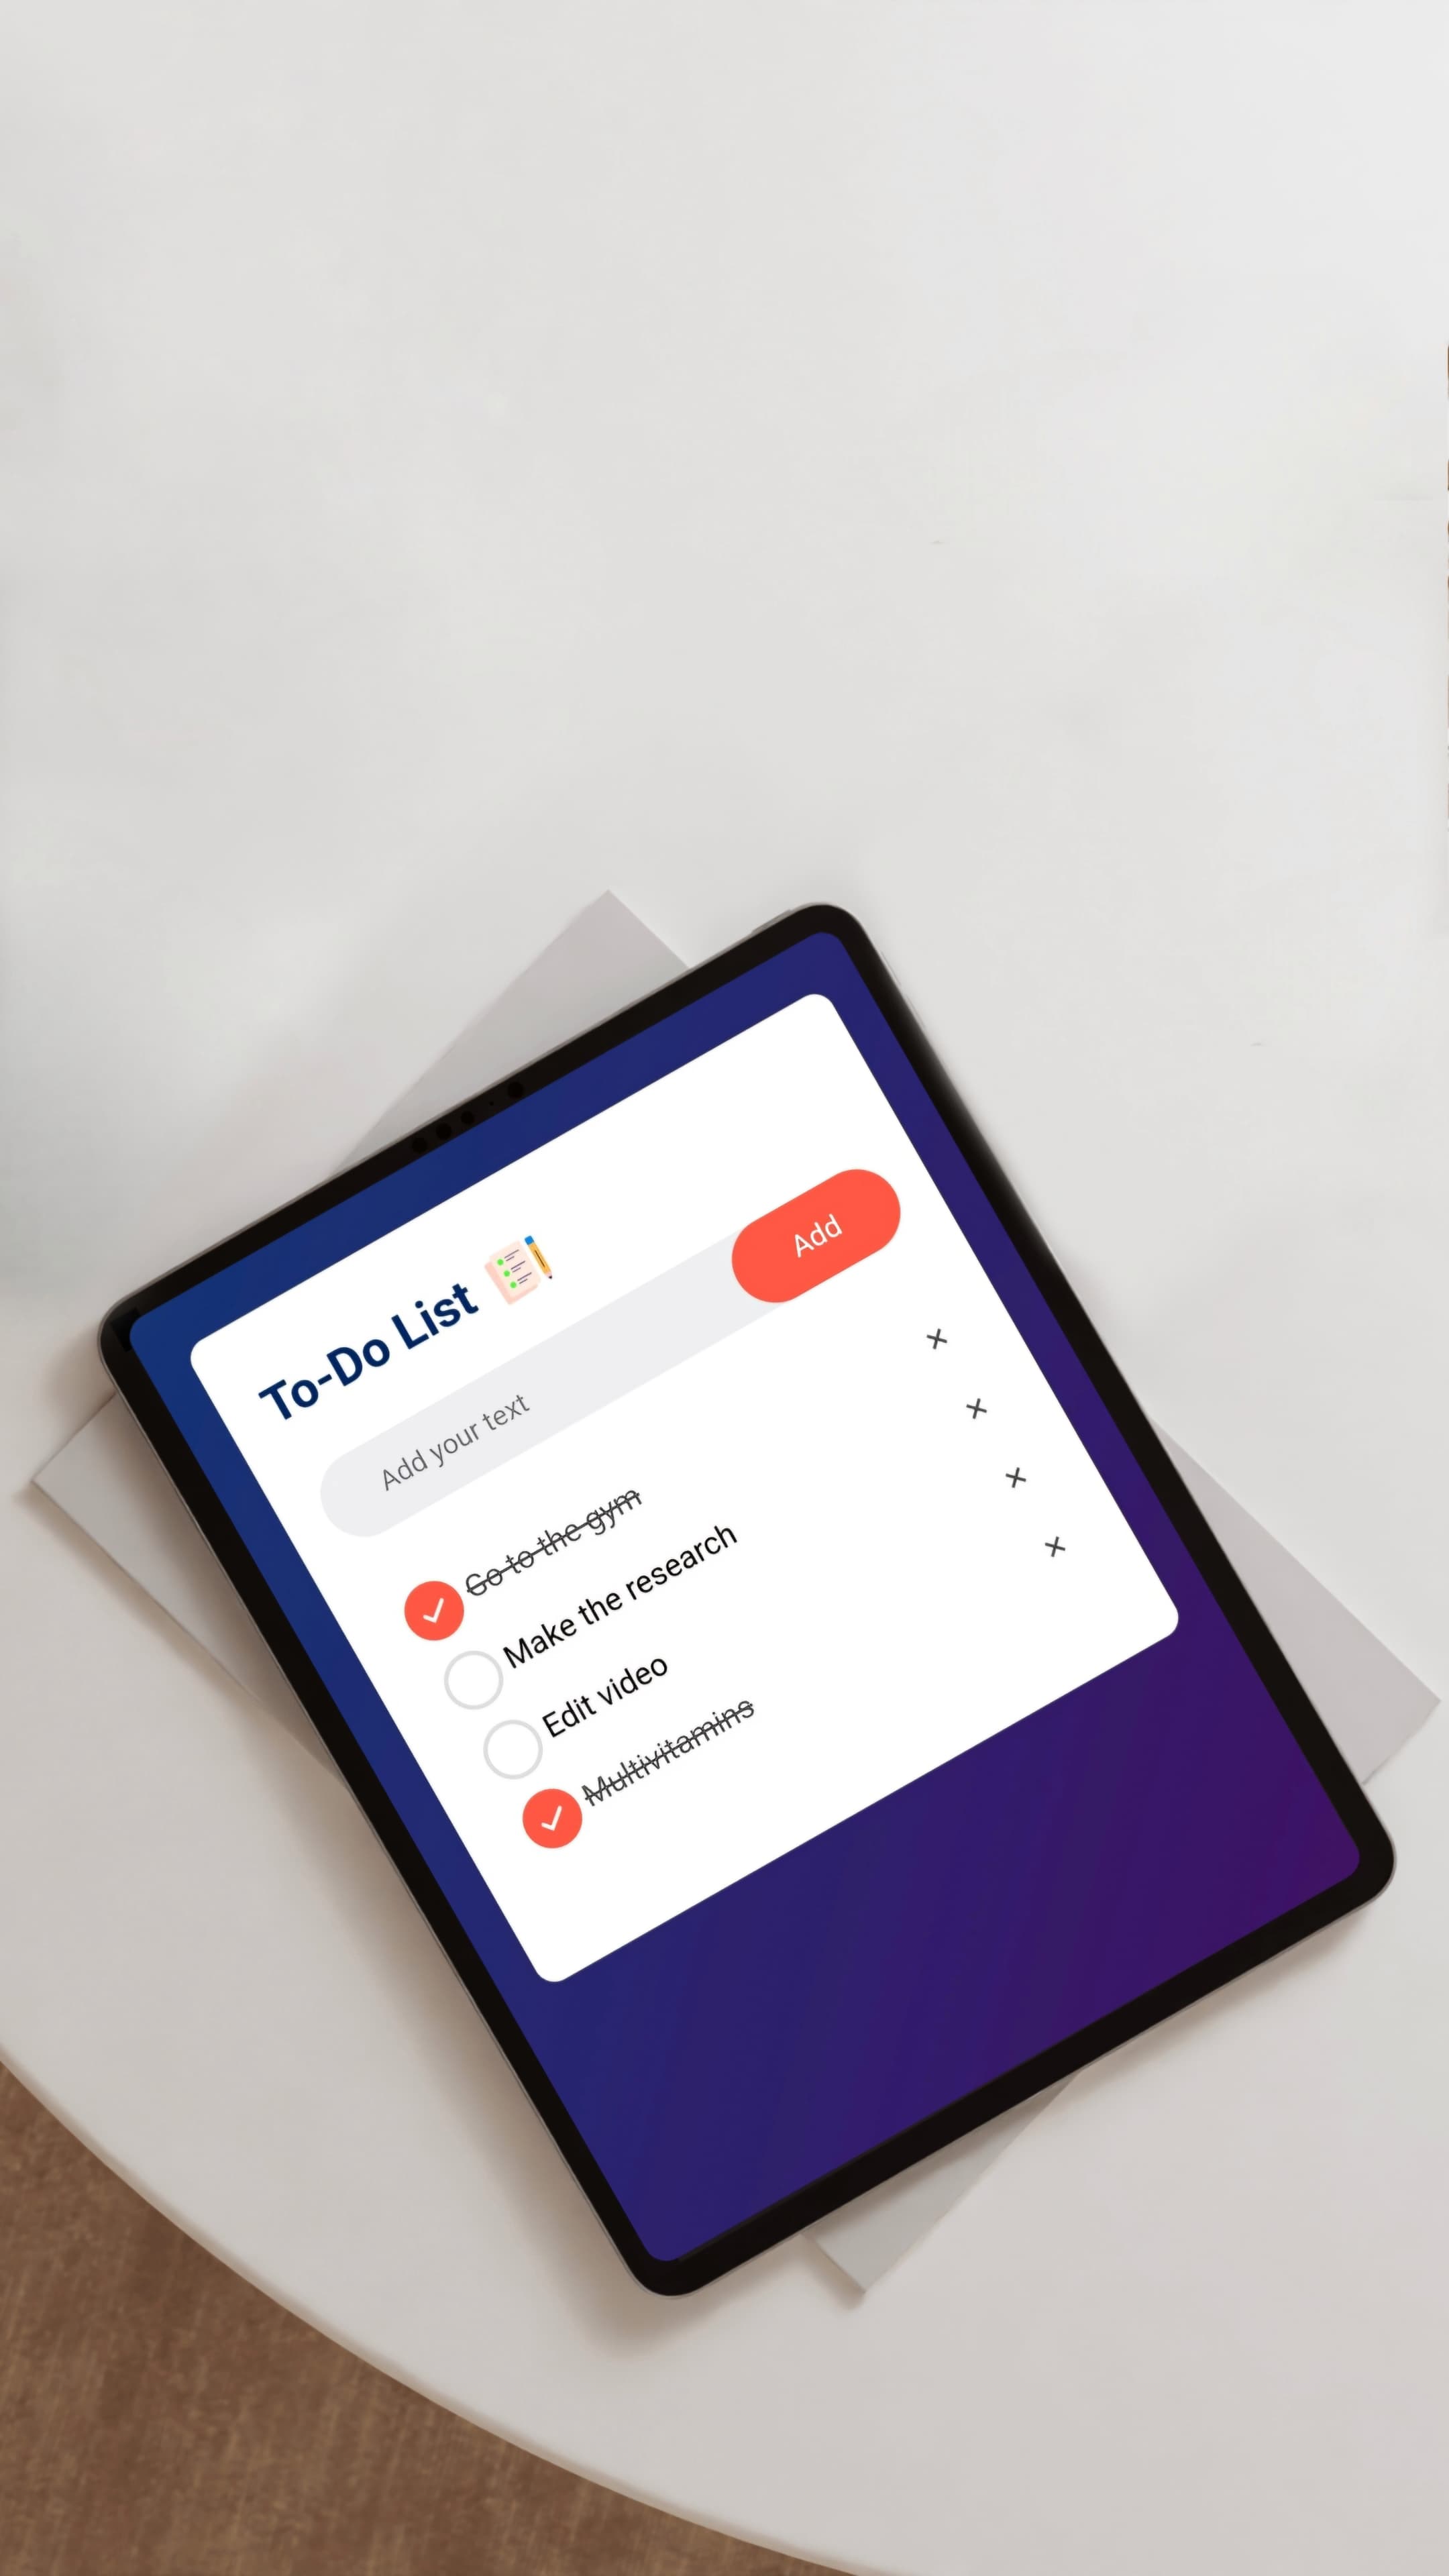 To-Do List
Add your text
Add
Go to the gym
Make the research
Edit video
Multivitamins